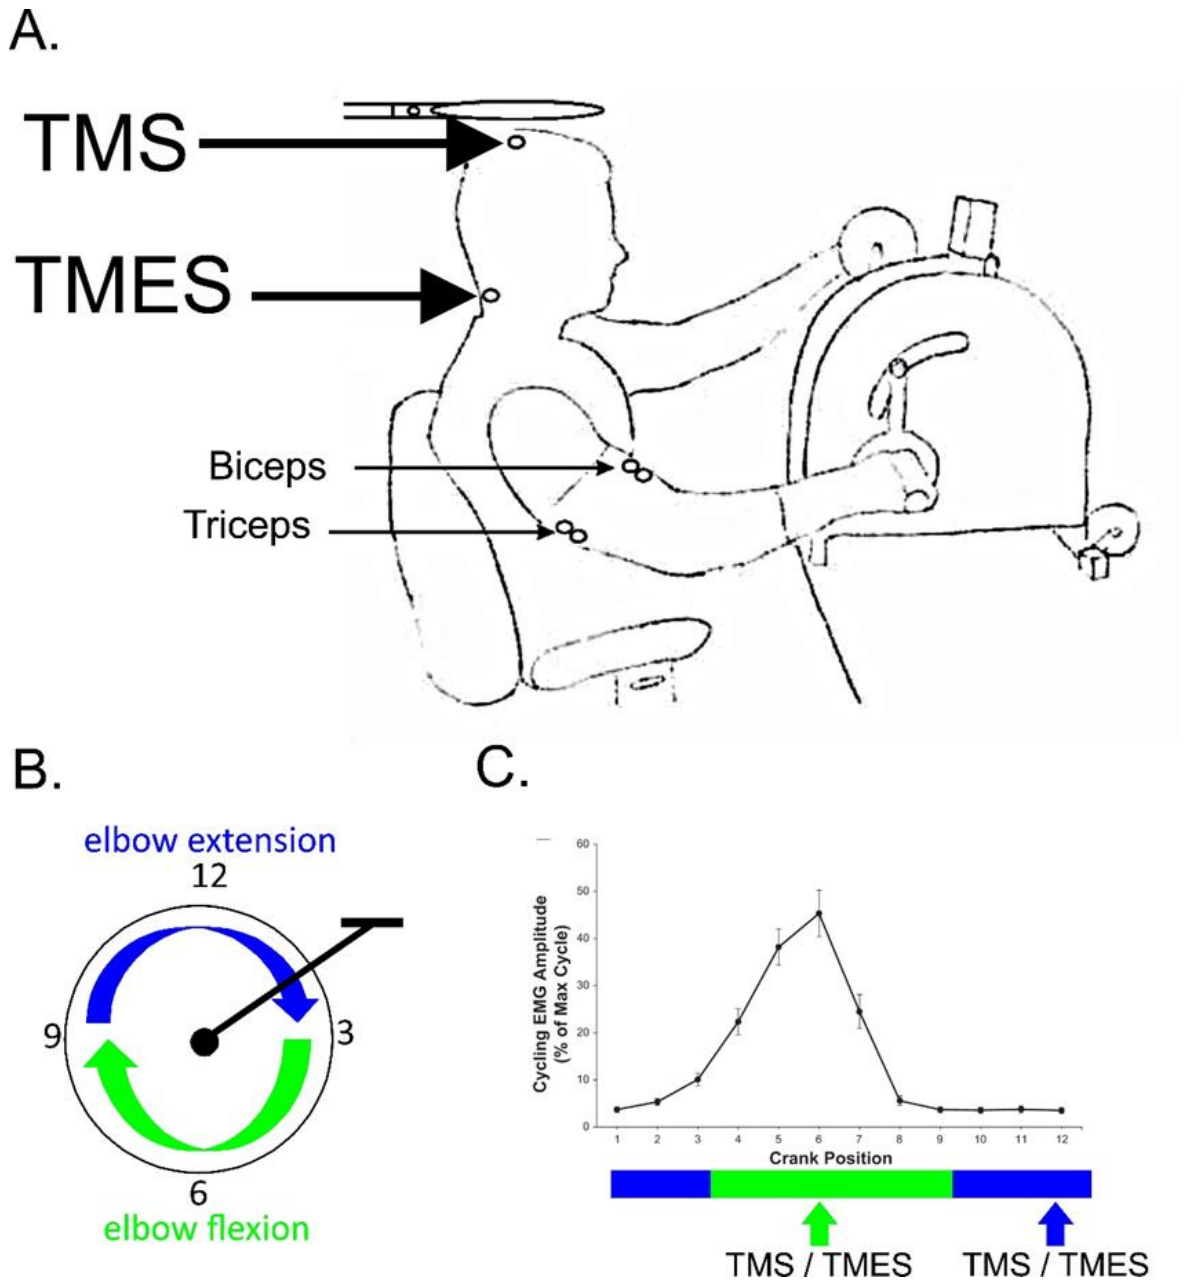 A.
TMS
TMES
Biceps
Triceps
B.
elbow extension
12
9
3
6
elbow flexion
C.
Cycling EMG Amplitude
(% of Max Cycle)
60
50
40
30
20
10
0
1 2 3 4 5 6 7 8 9 10 11 12
Crank Position
TMS / TMES TMS / TMES